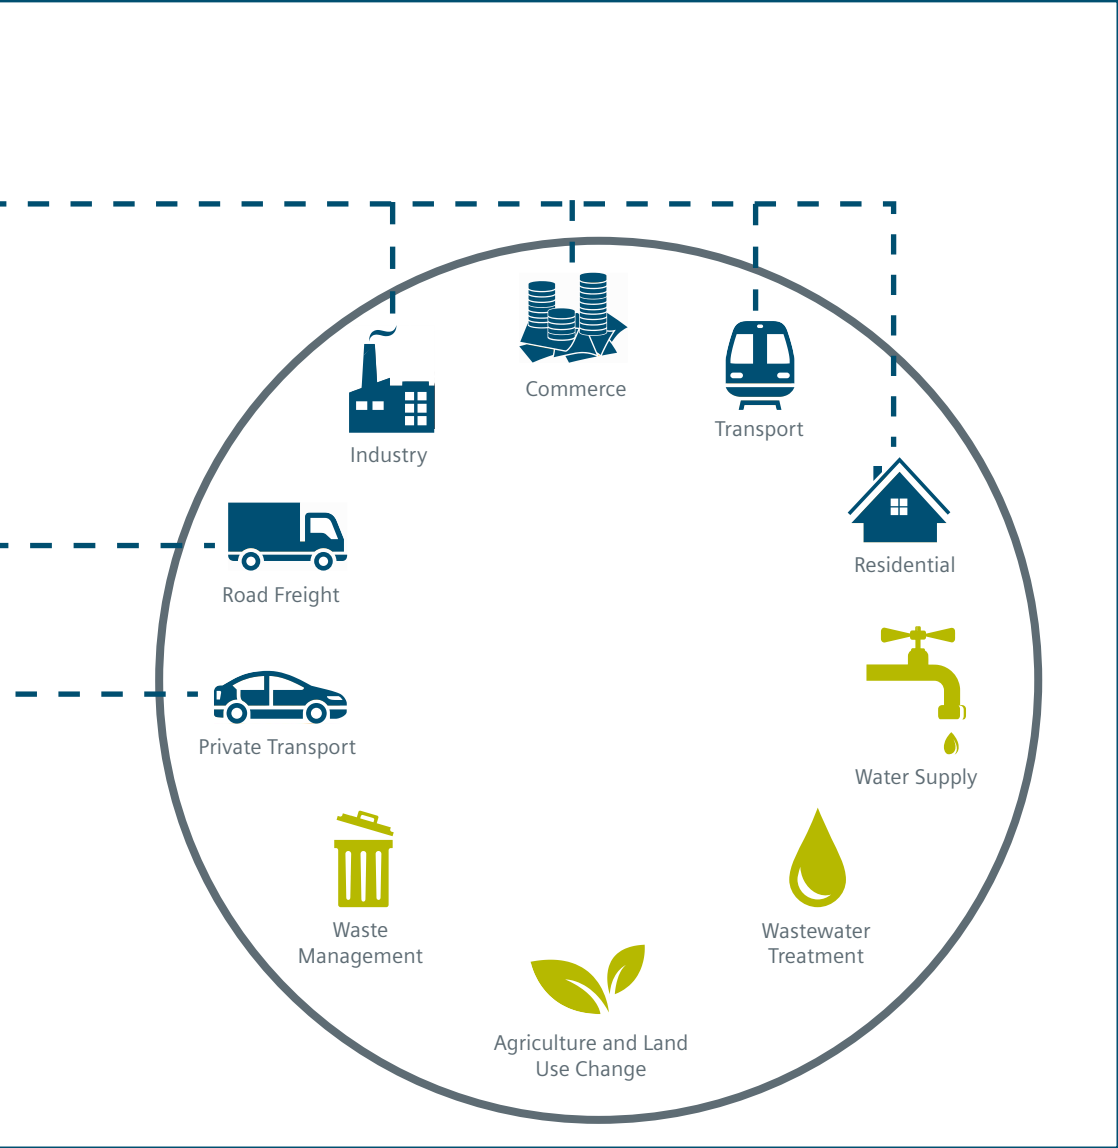 Commerce
Transport
Industry
Residential
Road Freight
Private Transport
Water Supply
Waste
Management
Wastewater
Treatment
Agriculture and Land
Use Change